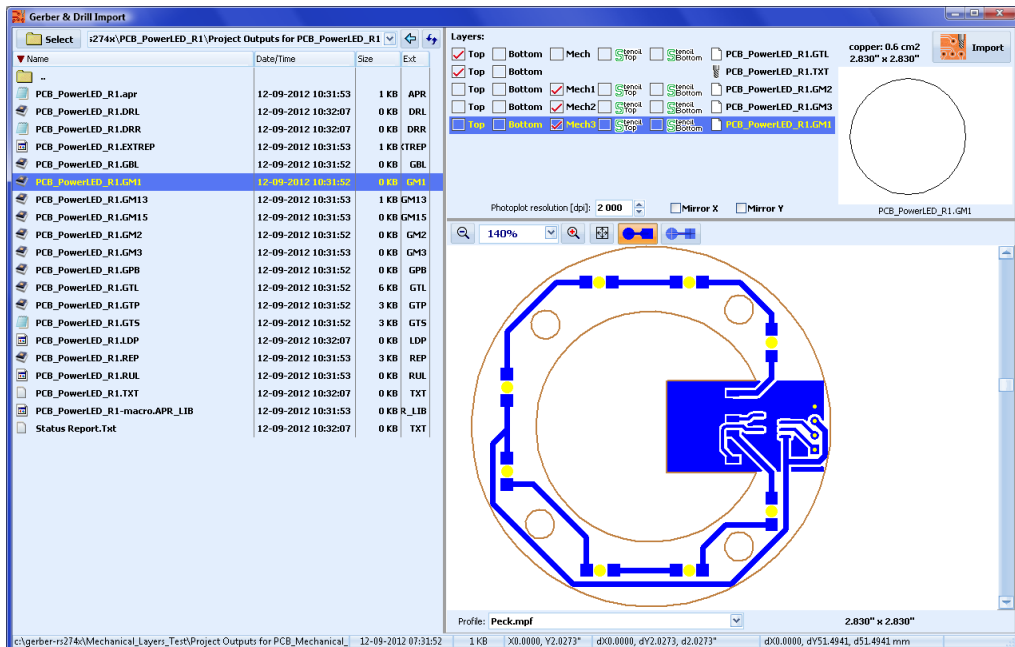 Gerber & Drill Import
Select :274x\PCB_PowerLED_R1\Project Outputs for PCB_PowerLED_R1
Name Date/Time Size Ext
..
PCB_PowerLED_R1.apr 12-09-2012 10:31:53 1 KB APR
PCB_PowerLED_R1.DRL 12-09-2012 10:32:07 0 KB DRL
PCB_PowerLED_R1.DRR 12-09-2012 10:32:07 0 KB DRR
PCB_PowerLED_R1.EXTREP 12-09-2012 10:31:53 1 KB XTREP
PCB_PowerLED_R1.GBL 12-09-2012 10:31:52 0 KB GBL
PCB_PowerLED_R1.GM1 12-09-2012 10:31:52 0 KB GM1
PCB_PowerLED_R1.GM13 12-09-2012 10:31:53 1 KB GM13
PCB_PowerLED_R1.GM15 12-09-2012 10:31:53 0 KB GM15
PCB_PowerLED_R1.GM2 12-09-2012 10:31:52 0 KB GM2
PCB_PowerLED_R1.GM3 12-09-2012 10:31:52 0 KB GM3
PCB_PowerLED_R1.GPB 12-09-2012 10:31:52 0 KB GPB
PCB_PowerLED_R1.GTL 12-09-2012 10:31:52 6 KB GTL
PCB_PowerLED_R1.GTP 12-09-2012 10:31:52 3 KB GTP
PCB_PowerLED_R1.GTS 12-09-2012 10:31:52 3 KB GTS
PCB_PowerLED_R1.LDP 12-09-2012 10:32:07 0 KB LDP
PCB_PowerLED_R1.REP 12-09-2012 10:31:53 3 KB REP
PCB_PowerLED_R1.RUL 12-09-2012 10:31:53 0 KB RUL
PCB_PowerLED_R1.TXT 12-09-2012 10:32:07 0 KB TXT
PCB_PowerLED_R1-macro.APR_LIB 12-09-2012 10:31:53 0 KB R_LIB
Status Report.Txt 12-09-2012 10:32:07 0 KB TXT
Layers:
Top Bottom Mech Stencil Top Stencil Bottom PCB_PowerLED_R1.GTL
Top Bottom PCB_PowerLED_R1.TXT
Top Bottom Mech1 Stencil Top Stencil Bottom PCB_PowerLED_R1.GM2
Top Bottom Mech2 Stencil Top Stencil Bottom PCB_PowerLED_R1.GM3
Top Bottom Mech3 Stencil Top Stencil Bottom PCB_PowerLED_R1.GM1
copper: 0.6 cm2
2.830" x 2.830"
Import
Photoplot resolution [dpi]: 2 000 Mirror X Mirror Y
PCB_PowerLED_R1.GM1
140%
Profile: Peck.mpf 2.830" x 2.830"
c:\gerber-rs274x\Mechanical_Layers_Test\Project Outputs for PCB_Mechanical_ 12-09-2012 07:31:52 1 KB X0.0000, Y2.0273" dX0.0000, dY2.0273, d2.0273" dX0.0000, dY51.4941, d51.4941 mm